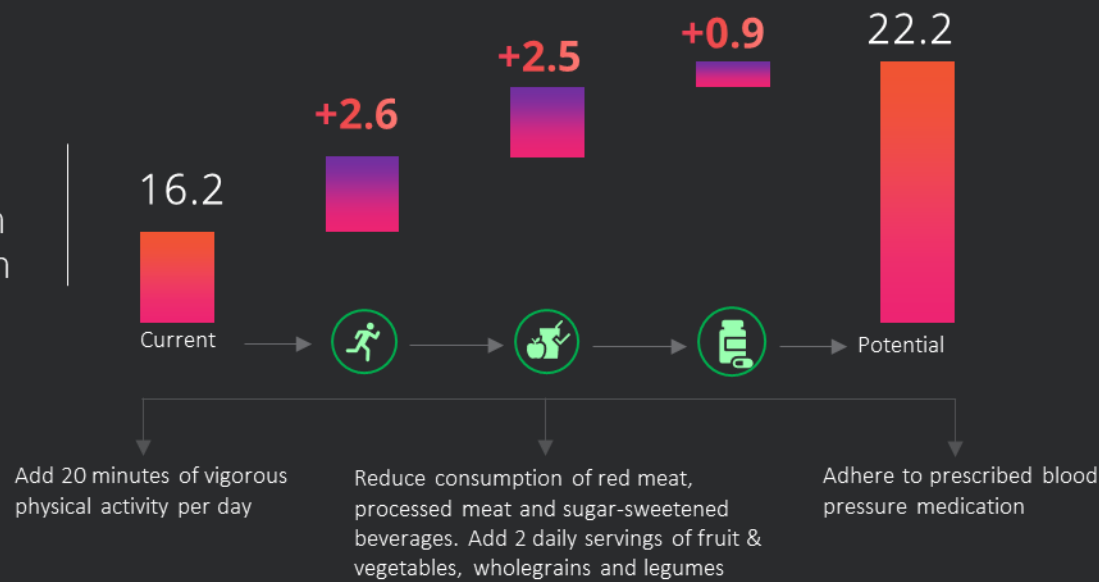 16.2
+2.6
+2.5
+0.9
22.2
Current
Potential
Add 20 minutes of vigorous
physical activity per day
Reduce consumption of red meat,
processed meat and sugar-sweetened
beverages. Add 2 daily servings of fruit &
vegetables, wholegrains and legumes
Adhere to prescribed blood
pressure medication